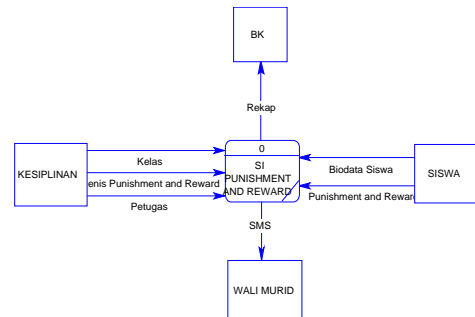 BK
Rekap
0
SI
PUNISHMENT
AND REWARD
KESIPLINAN
Kelas
enis Punishment and Reward
Petugas
Biodata Siswa
Punishment and Rewar
SISWA
SMS
WALI MURID